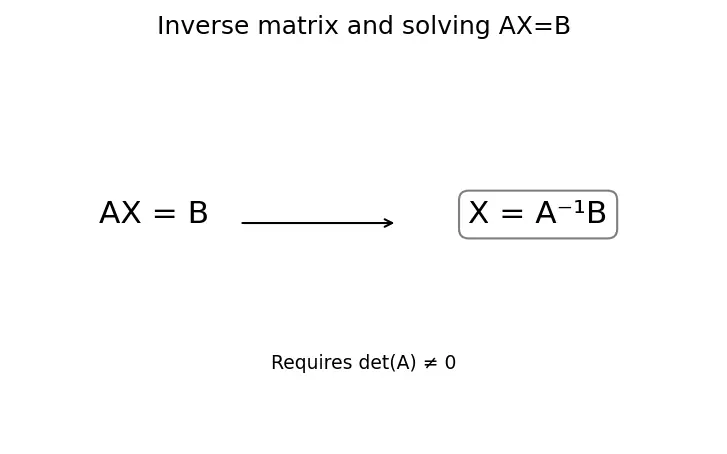 Inverse matrix and solving AX=B
AX = B
X = A⁻¹B
Requires det(A) ≠ 0